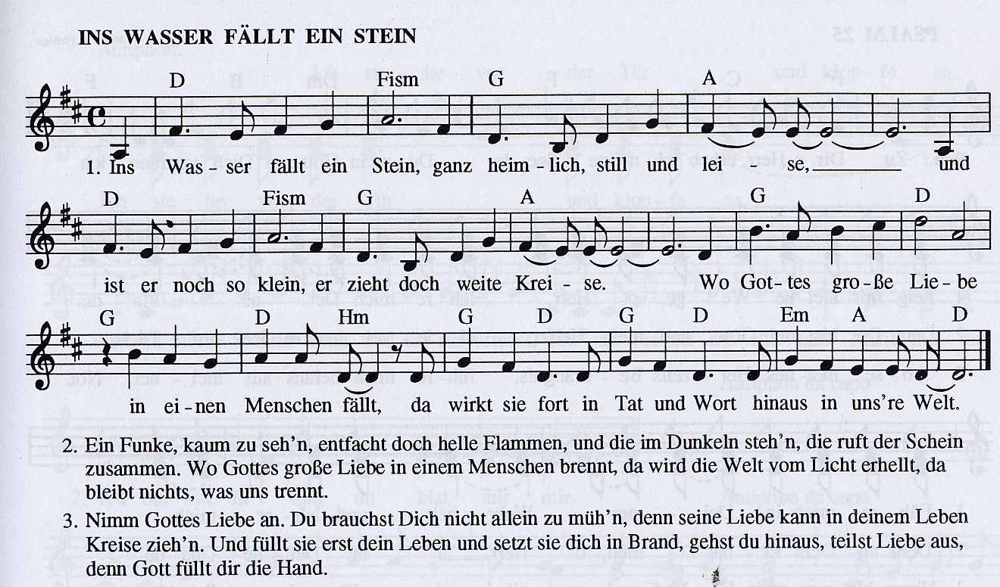 INS WASSER FÄLLT EIN STEIN
D Fism G A
1. Ins Was - ser fällt ein Stein, ganz heim - lich, still und lei se, und
D Fism G A G D
ist er noch so klein, er zieht doch weite Krei - se. Wo Got - tes gro - ße Lie - be
G D Hm G D G D Em A D
in ei - nen Menschen fällt, da wirkt sie fort in Tat und Wort hinaus in uns're Welt.
2. Ein Funke, kaum zu seh'n, entfacht doch helle Flammen, und die im Dunkeln steh'n, die ruft der Schein
zusammen. Wo Gottes große Liebe in einem Menschen brennt, da wird die Welt vom Licht erhellt, da
bleibt nichts, was uns trennt.
3. Nimm Gottes Liebe an. Du brauchst Dich nicht allein zu müh'n, denn seine Liebe kann in deinem Leben
Kreise zieh'n. Und füllt sie erst dein Leben und setzt sie dich in Brand, gehst du hinaus, teilst Liebe aus,
denn Gott füllt dir die Hand.